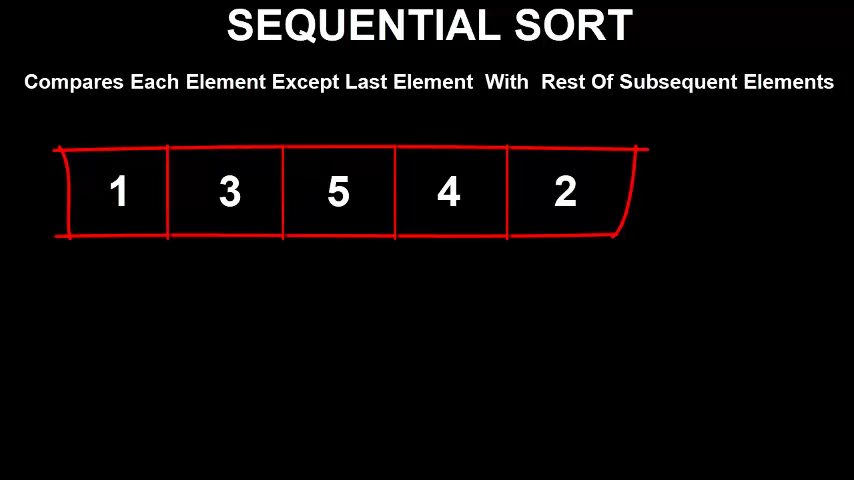 SEQUENTIAL SORT
Compares Each Element Except Last Element With Rest Of Subsequent Elements
1 3 5 4 2